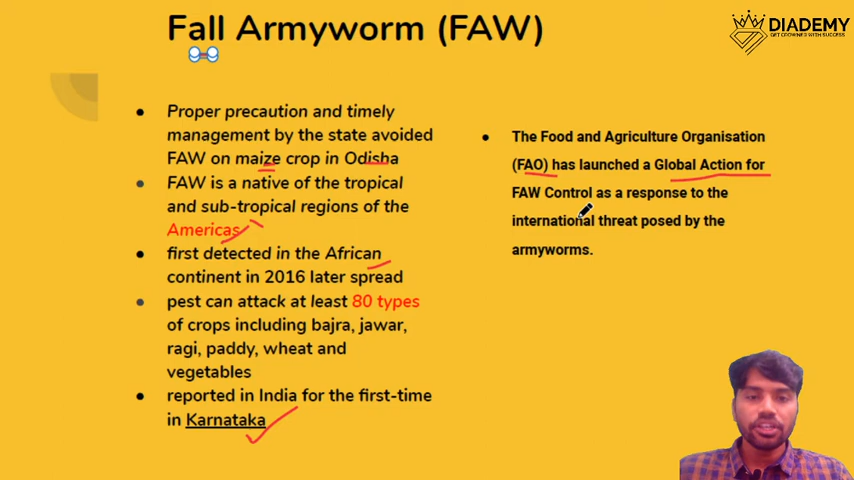 Fall Armyworm (FAW)
DIADEMY
GET CROWNED WITH SUCCESS
Proper precaution and timely
management by the state avoided
FAW on maize crop in Odisha
FAW is a native of the tropical
and sub-tropical regions of the
Americas
first detected in the African
continent in 2016 later spread
pest can attack at least 80 types
of crops including bajra, jawar,
ragi, paddy, wheat and
vegetables
reported in India for the first-time
in Karnataka
The Food and Agriculture Organisation
(FAO) has launched a Global Action for
FAW Control as a response to the
international threat posed by the
armyworms.